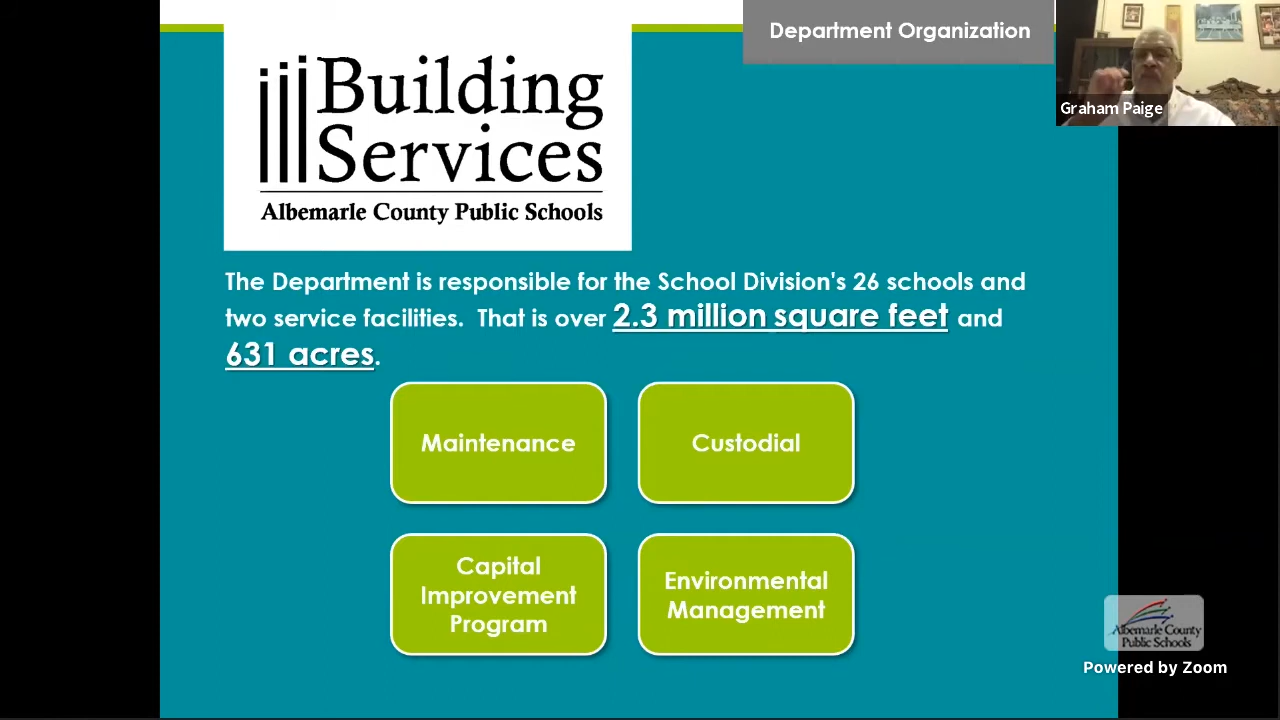 Department Organization
Graham Paige
Building
Services
Albemarle County Public Schools
The Department is responsible for the School Division's 26 schools and
two service facilities. That is over 2.3 million square feet and
631 acres.
Maintenance
Custodial
Capital
Improvement
Program
Environmental
Management
Albemarle County
Public Schools
Powered by Zoom